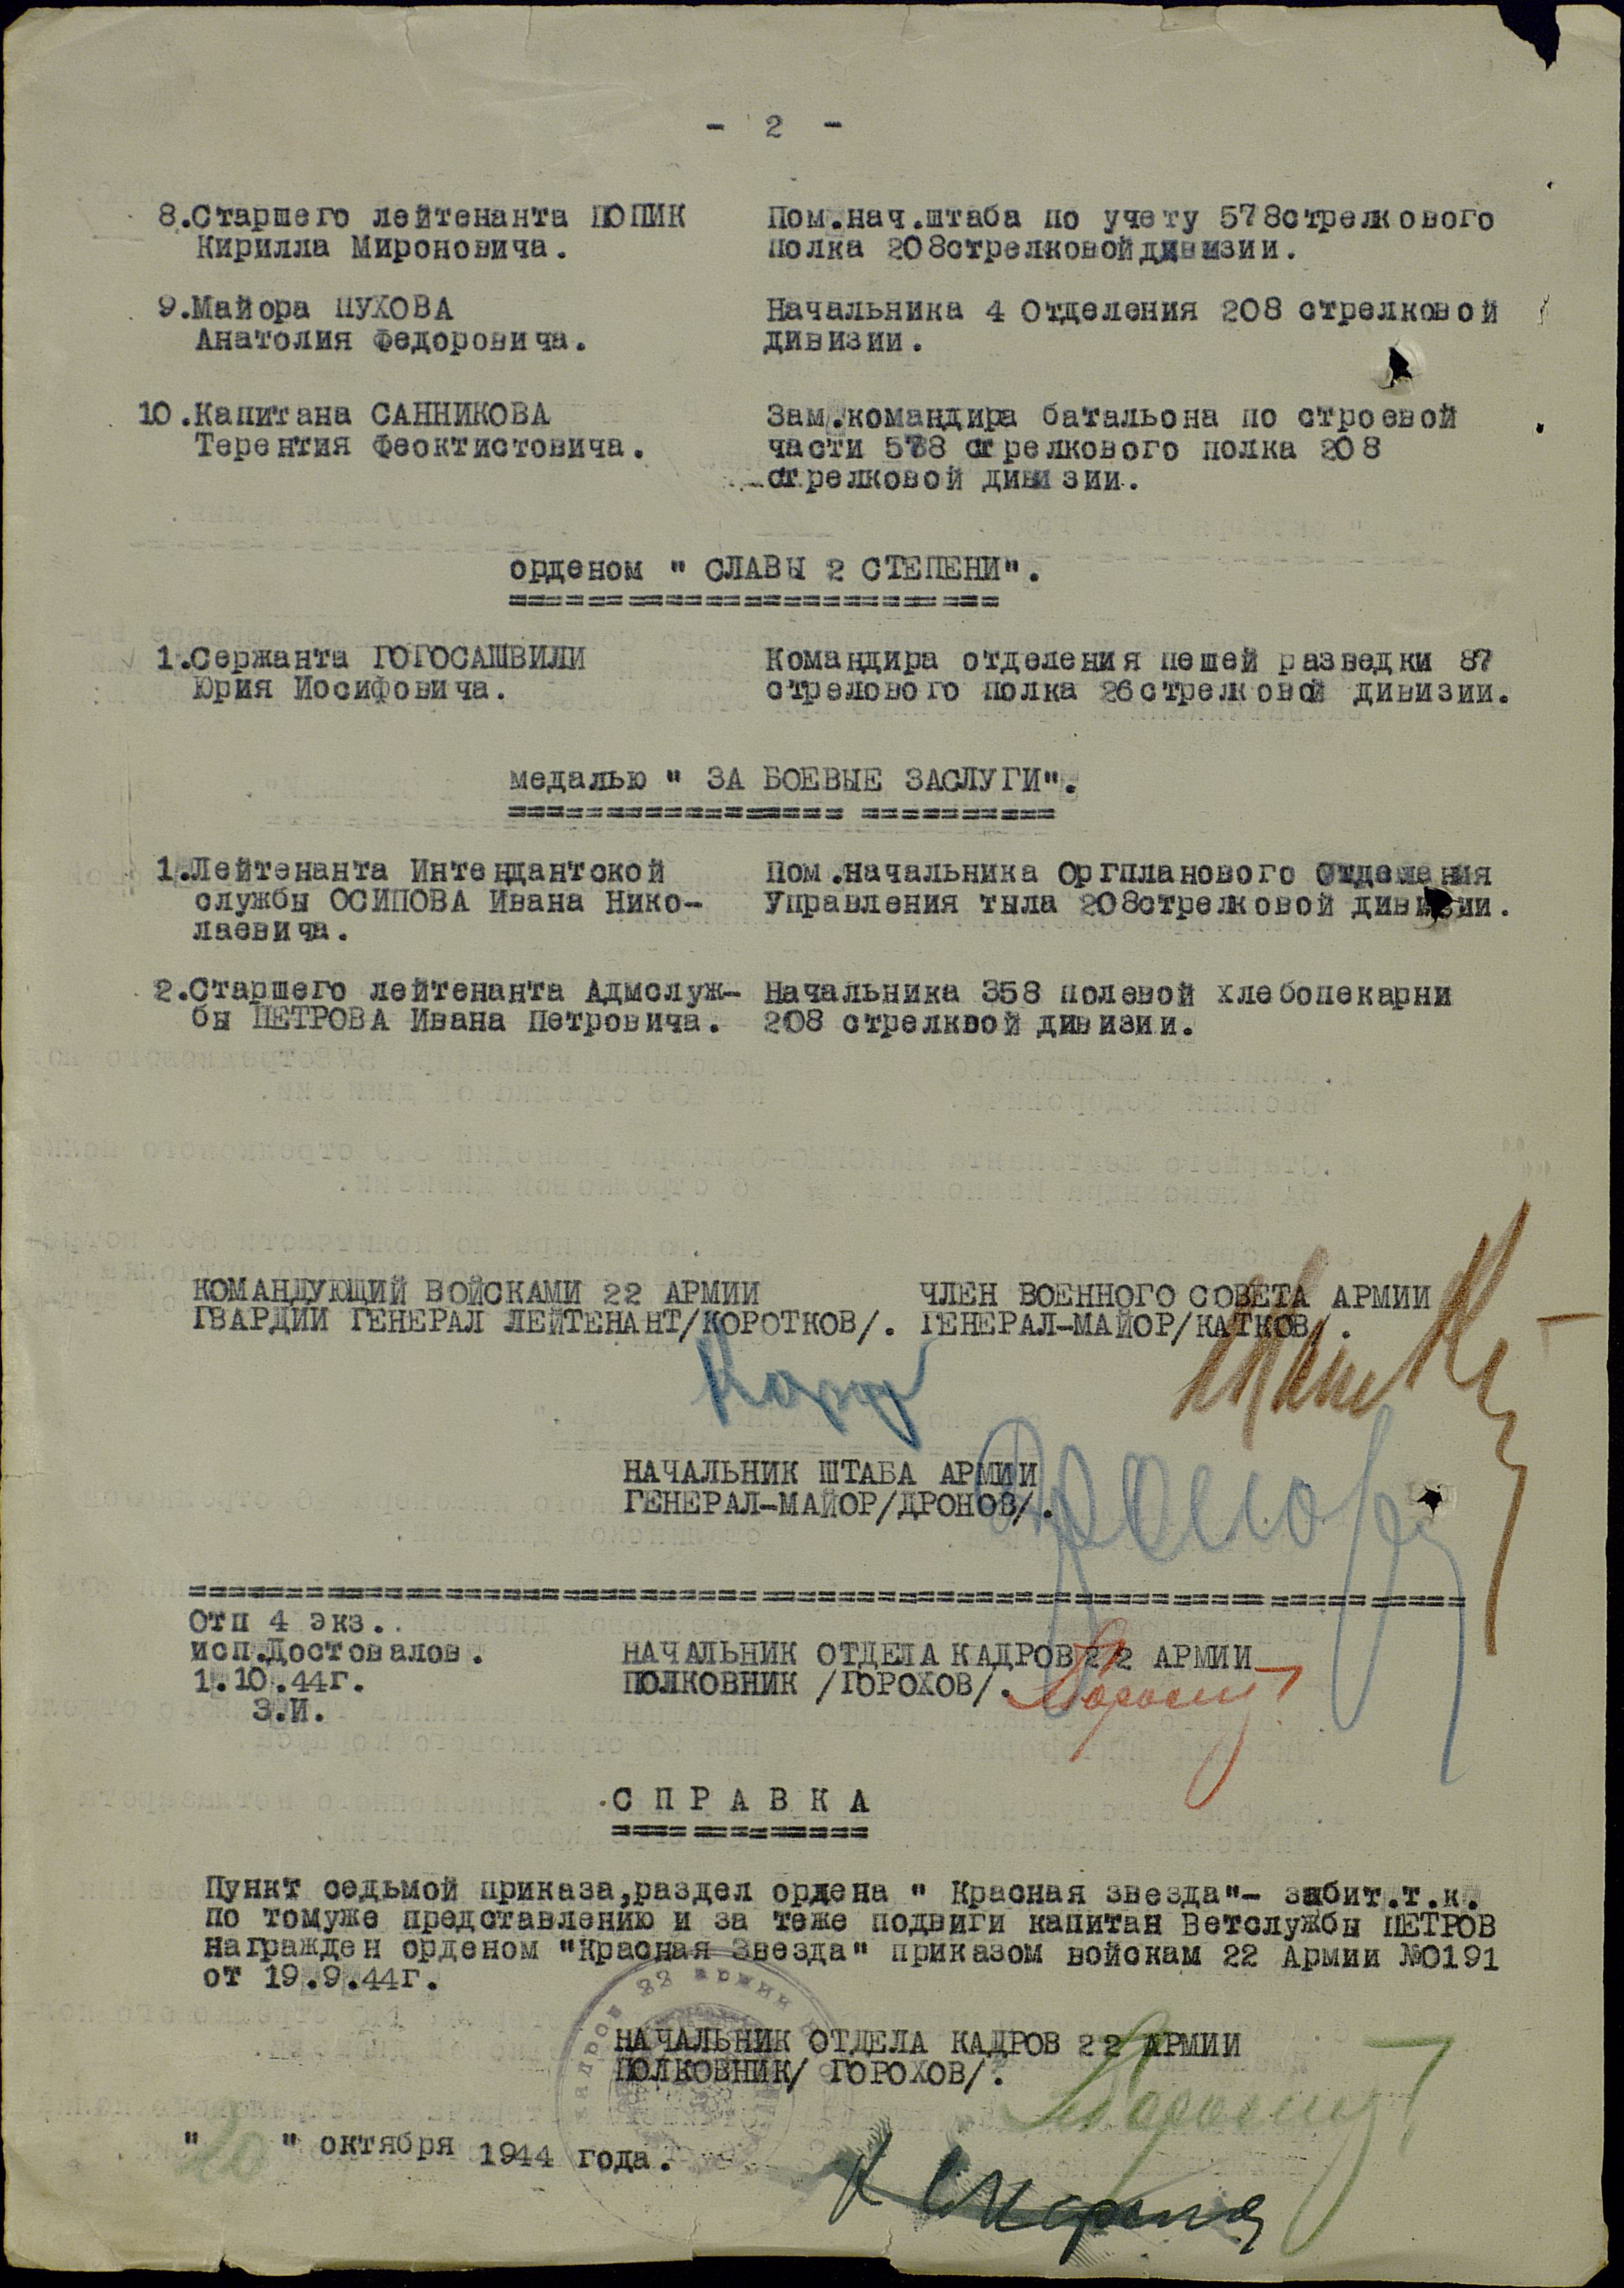 - 2 -
8.Старшего лейтенанта ПОПИК
Кирилла Мироновича.
Пом.нач.штаба по учету 578стрелкового
полка 208стрелковой дивизии.
9.Майора ПУХОВА
Анатолия Федоровича.
Начальника 4 Отделения 208 стрелковой
дивизии.
10.Капитана САННИКОВА
Терентия Феоктистовича.
Зам.командира батальона по строевой
части 578 стрелкового полка 208
стрелковой дивизии.
орденом " СЛАВЫ 2 СТЕПЕНИ".
1.Сержанта ГОГОСАШВИЛИ
Юрия Иосифовича.
Командира отделения пешей разведки 87
стрелового полка 26стрелковой дивизии.
медалью " ЗА БОЕВЫЕ ЗАСЛУГИ".
1.Лейтенанта Интендантской
службы ОСИПОВА Ивана Нико-
лаевича.
Пом.начальника Оргпланового Отделения
Управления тыла 208стрелковой дивизии.
2.Старшего лейтенанта Адмслуж-
бы ПЕТРОВА Ивана Петровича.
Начальника 358 полевой хлебопекарни
208 стрелквой дивизии.
КОМАНДУЮЩИЙ ВОЙСКАМИ 22 АРМИИ
ГВАРДИИ ГЕНЕРАЛ ЛЕЙТЕНАНТ/КОРОТКОВ/.
ЧЛЕН ВОЕННОГО СОВЕТА АРМИИ
ГЕНЕРАЛ-МАЙОР/КАТКОВ/.
НАЧАЛЬНИК ШТАБА АРМИИ
ГЕНЕРАЛ-МАЙОР/ДРОНОВ/.
Отп 4 экз.
исп.Достовалов.
1.10.44г.
З.И.
НАЧАЛЬНИК ОТДЕЛА КАДРОВ 22 АРМИИ
ПОЛКОВНИК /ГОРОХОВ/.
С П Р А В К А
Пункт седьмой приказа,раздел ордена " Красная звезда"- забит.т.к.
по томуже представлению и за теже подвиги капитан Ветслужбы ПЕТРОВ
награжден орденом "Красная Звезда" приказом войскам 22 Армии №0191
от 19.9.44г.
НАЧАЛЬНИК ОТДЕЛА КАДРОВ 22 АРМИИ
ПОЛКОВНИК/ ГОРОХОВ/.
кадров 22 армии
"20" октября 1944 года.